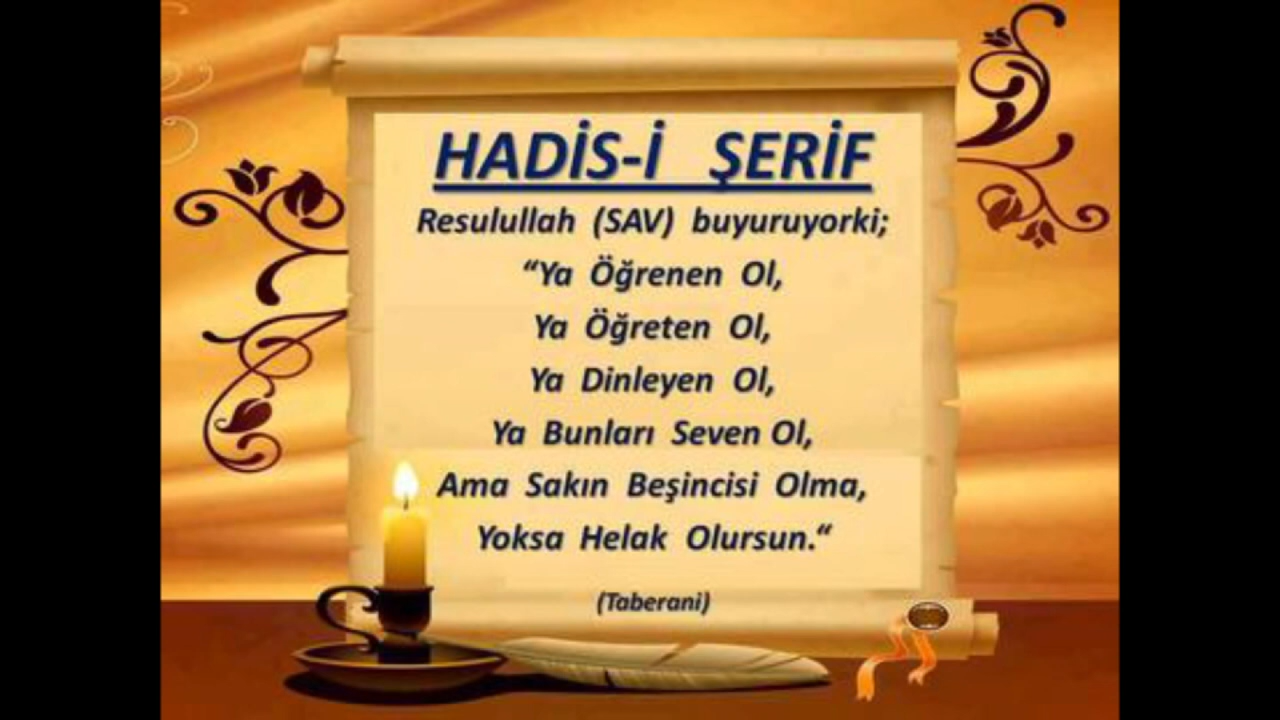 HADİS-İ ŞERİF
Resulullah (SAV) buyuruyorki;
“Ya Öğrenen Ol,
Ya Öğreten Ol,
Ya Dinleyen Ol,
Ya Bunları Seven Ol,
Ama Sakın Beşincisi Olma,
Yoksa Helak Olursun.“
(Taberani)